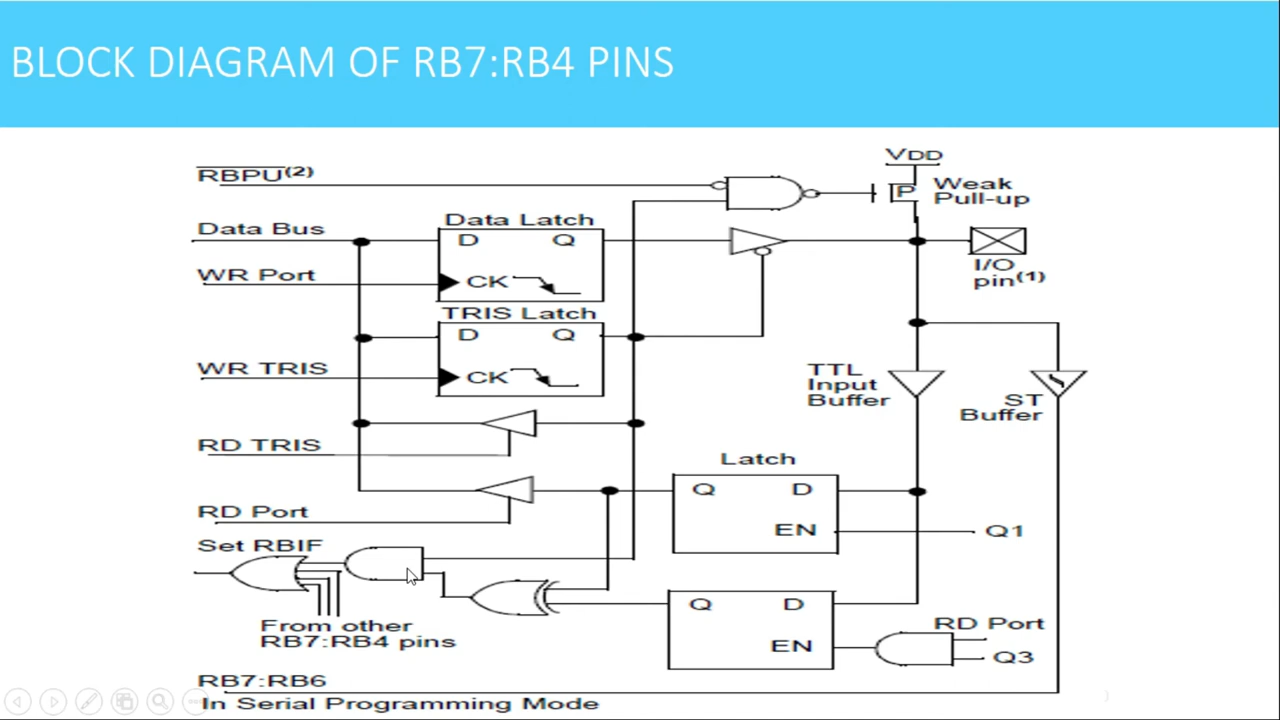 BLOCK DIAGRAM OF RB7:RB4 PINS
VDD
RBPU(2)
Weak
Pull-up
P
Data Bus
Data Latch
D Q
WR Port
CK
I/O
pin(1)
TRIS Latch
D Q
WR TRIS
CK
TTL
Input
Buffer
ST
Buffer
RD TRIS
Latch
Q D
RD Port
EN
Q1
Set RBIF
From other
RB7:RB4 pins
Q D
RD Port
EN
Q3
RB7:RB6
In Serial Programming Mode